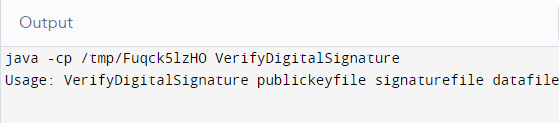 Output
java -cp /tmp/Fuqck5lzHO VerifyDigitalSignature
Usage: VerifyDigitalSignature publickeyfile signaturefile datafile